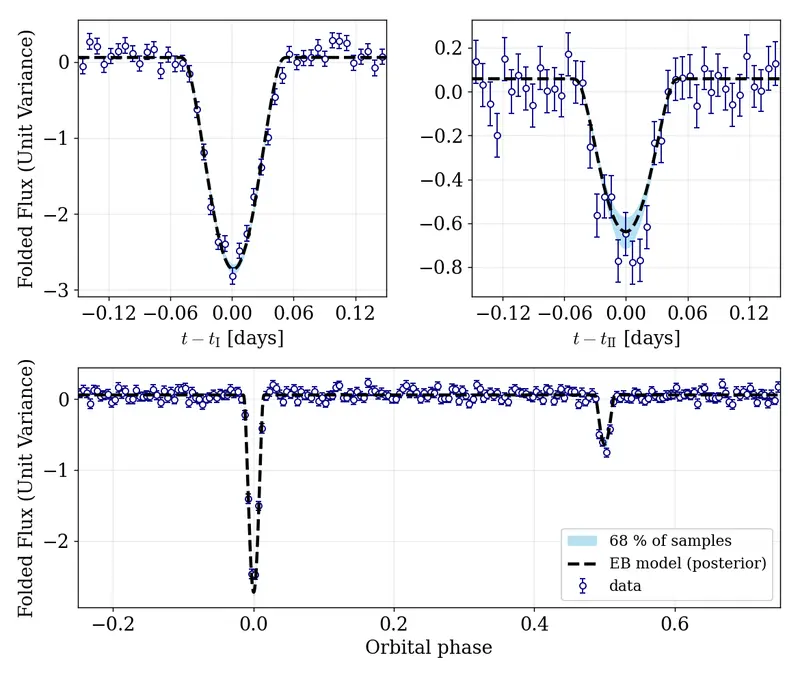 Folded Flux (Unit Variance)
0
−1
−2
−3
−0.12 −0.06 0.00 0.06 0.12
t − t_I [days]
0.2
0.0
−0.2
−0.4
−0.6
−0.8
−0.12 −0.06 0.00 0.06 0.12
t − t_II [days]
Folded Flux (Unit Variance)
0
−1
−2
−0.2 0.0 0.2 0.4 0.6
Orbital phase
68 % of samples
EB model (posterior)
data